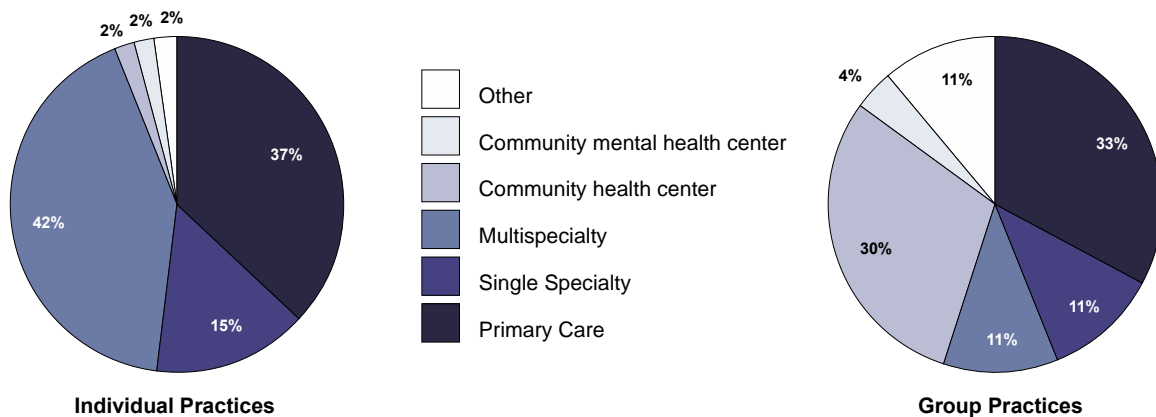 2%
2%
2%
37%
42%
15%
Individual Practices
Other
Community mental health center
Community health center
Multispecialty
Single Specialty
Primary Care
4%
11%
33%
30%
11%
11%
Group Practices